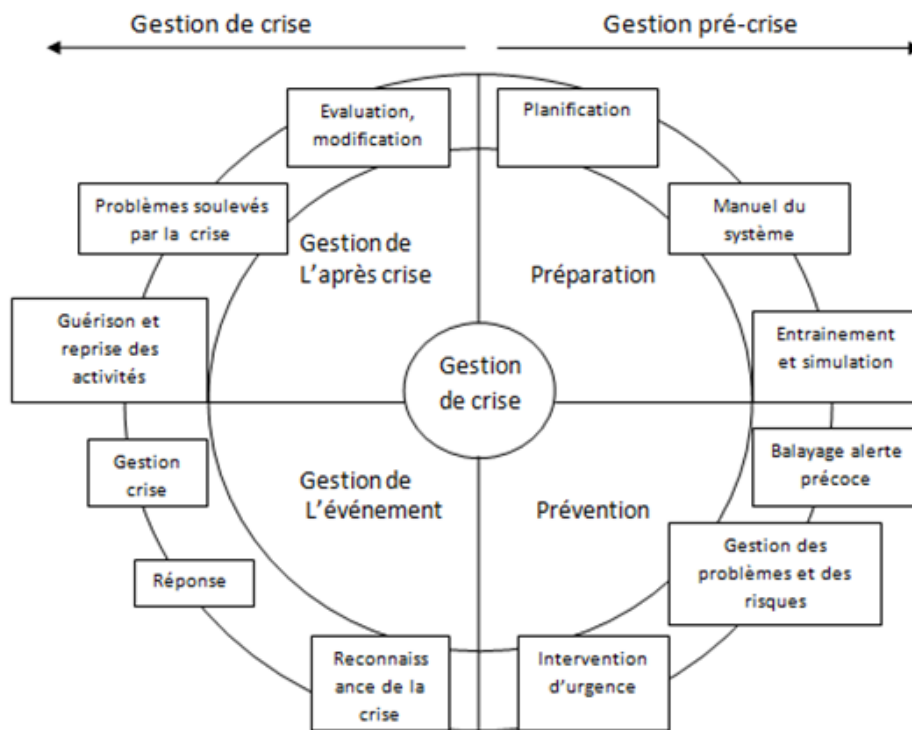 Gestion de crise
Gestion pré-crise
Evaluation,
modification
Planification
Problèmes soulevés
par la crise
Manuel du
système
Gestion de
L'après crise
Préparation
Guérison et
reprise des
activités
Entrainement
et simulation
Gestion
de crise
Gestion
crise
Balayage alerte
précoce
Gestion de
L'événement
Prévention
Gestion des
problèmes et des
risques
Réponse
Reconnaiss
ance de la
crise
Intervention
d'urgence